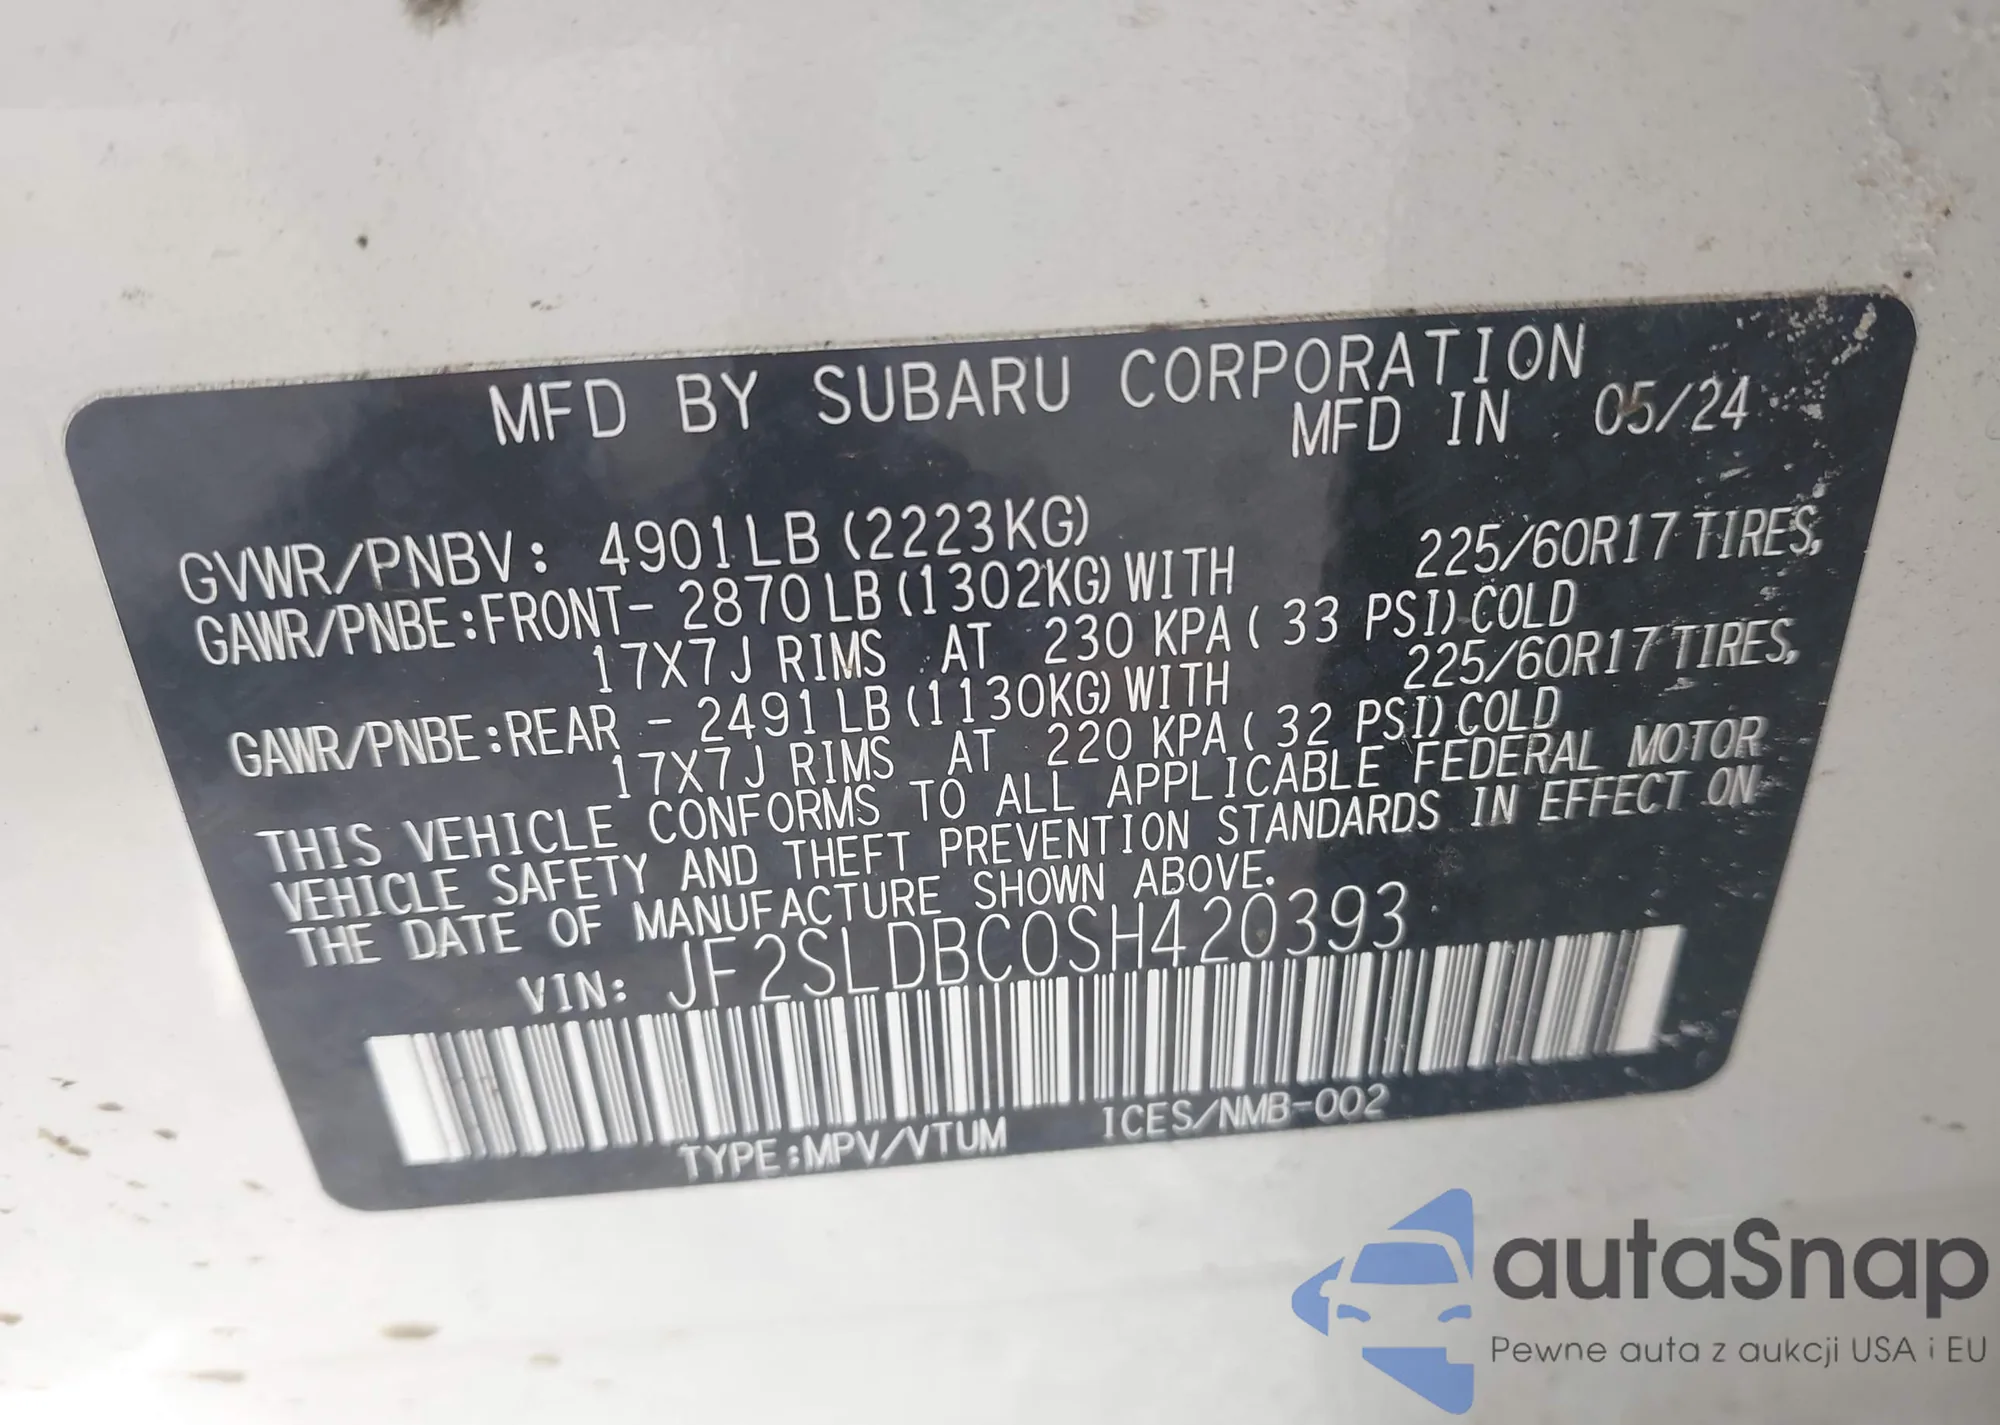 MFD BY SUBARU CORPORATION
MFD IN 05/24
GVWR/PNBV: 4901LB (2223KG)
GAWR/PNBE:FRONT- 2870LB (1302KG) WITH 225/60R17 TIRES,
17X7J RIMS AT 230 KPA ( 33 PSI) COLD
GAWR/PNBE:REAR - 2491LB (1130KG) WITH 225/60R17 TIRES,
17X7J RIMS AT 220 KPA ( 32 PSI) COLD
THIS VEHICLE CONFORMS TO ALL APPLICABLE FEDERAL MOTOR
VEHICLE SAFETY AND THEFT PREVENTION STANDARDS IN EFFECT ON
THE DATE OF MANUFACTURE SHOWN ABOVE.
VIN: JF2SLDBC0SH420393
TYPE:MPV/VTUM ICES/NMB-002
autaSnap
Pewne auta z aukcji USA i EU